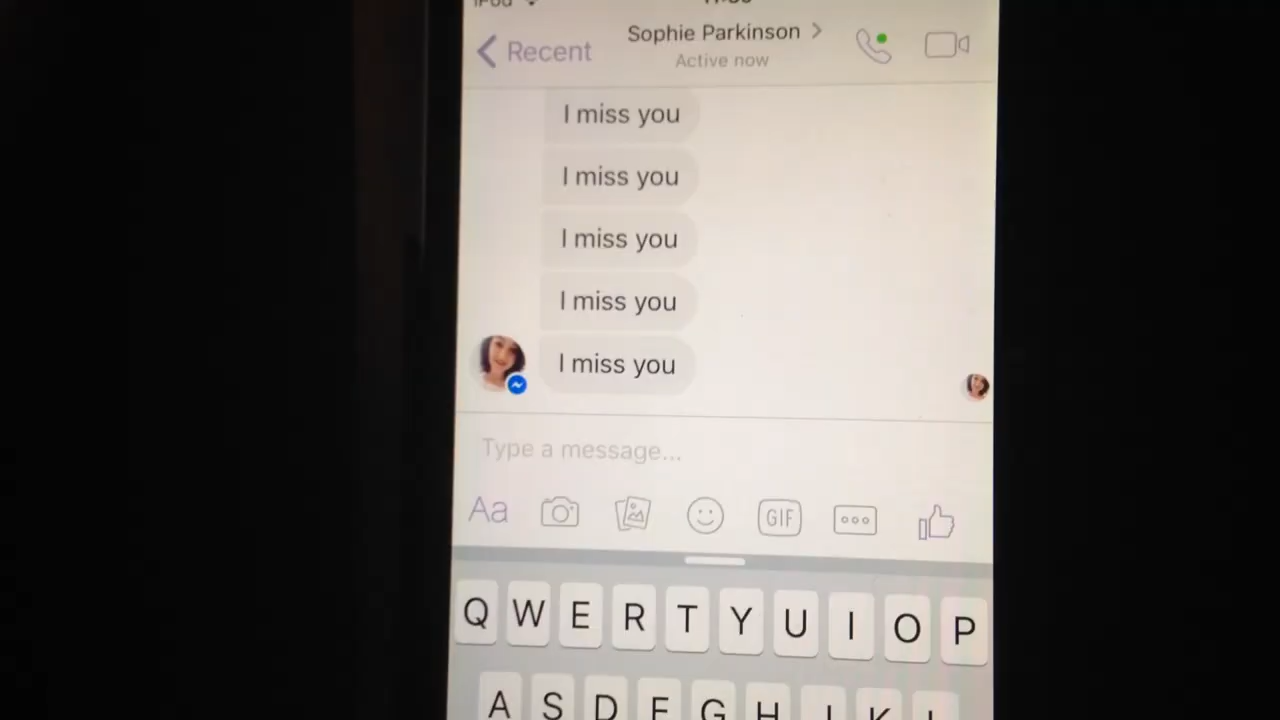 Sophie Parkinson >
Recent
Active now
I miss you
I miss you
I miss you
I miss you
I miss you
Type a message...
Aa
GIF
Q W E R T Y U I O P
A S D F G H